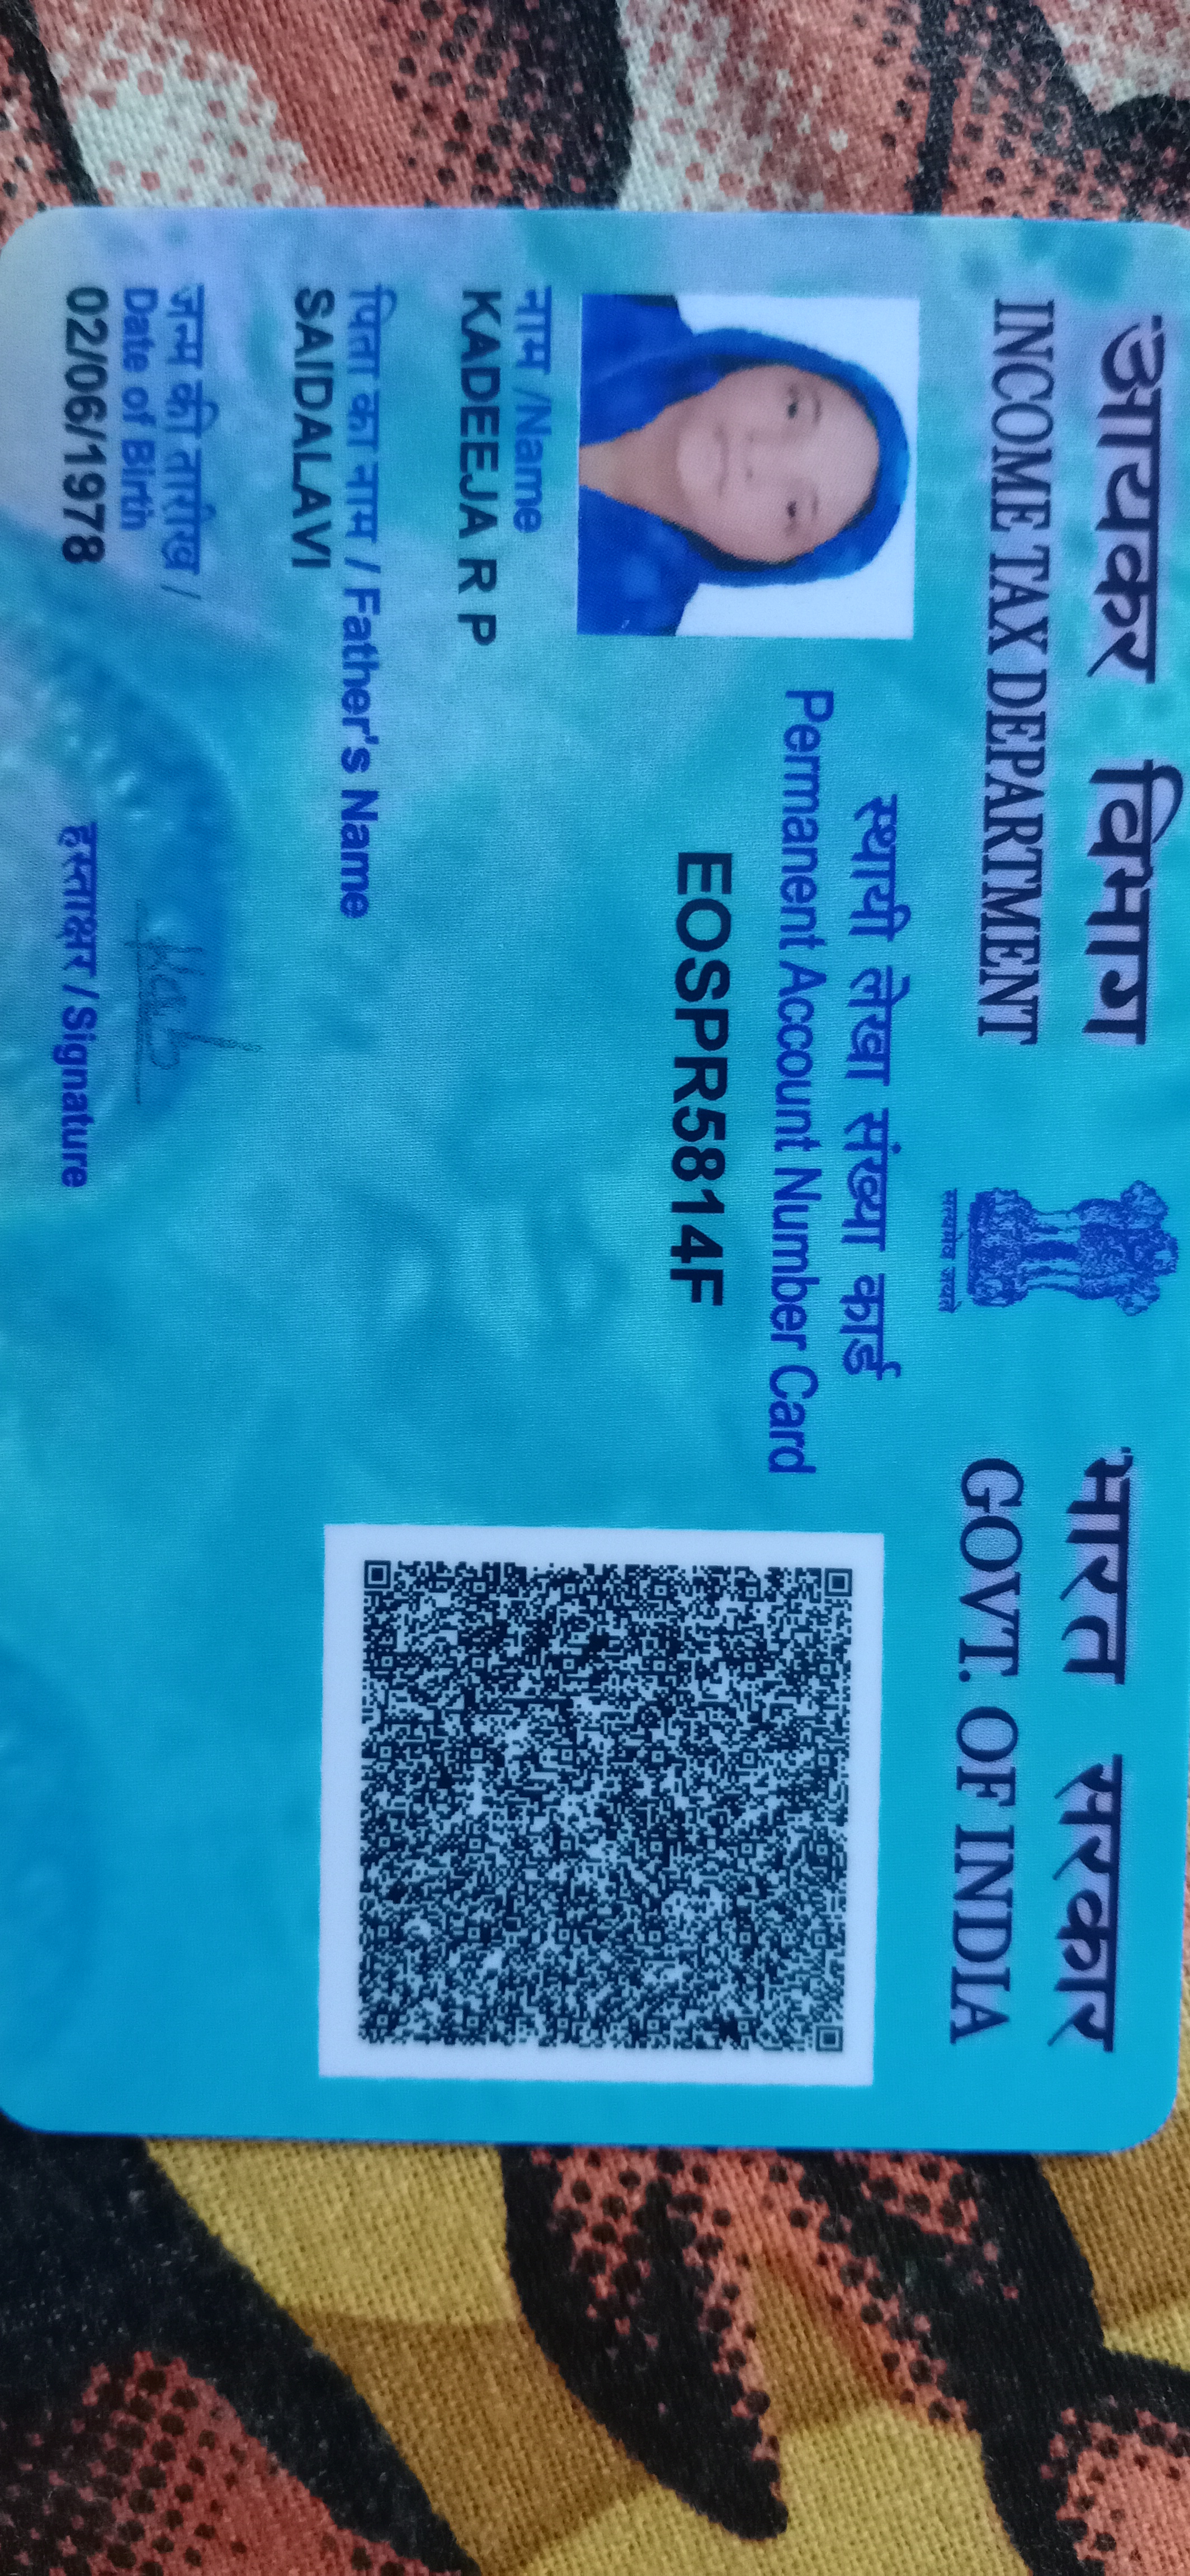 आयकर विभाग
INCOME TAX DEPARTMENT
सत्यमेव जयते
भारत सरकार
GOVT. OF INDIA
स्थायी लेखा संख्या कार्ड
Permanent Account Number Card
EOSPR5814F
नाम /Name
KADEEJA R P
पिता का नाम / Father's Name
SAIDALAVI
जन्म की तारीख /
Date of Birth
02/06/1978
हस्ताक्षर / Signature